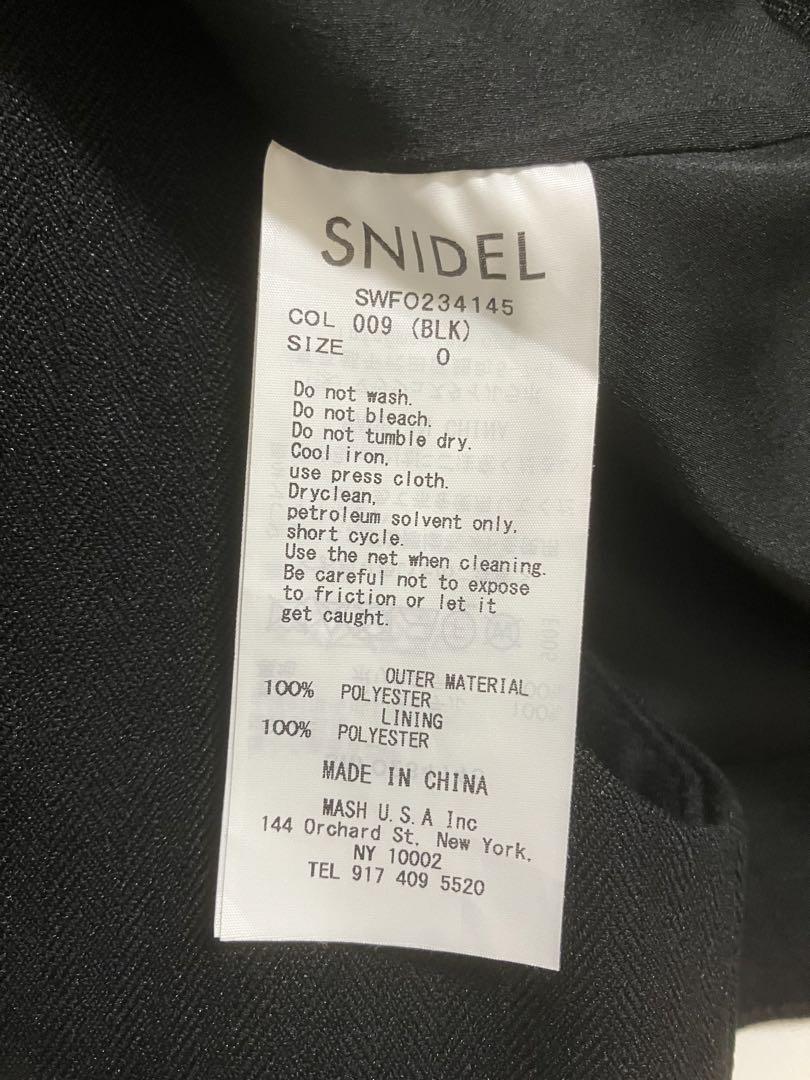 SNIDEL
SWFO234145
COL 009 (BLK)
SIZE 0
Do not wash.
Do not bleach.
Do not tumble dry.
Cool iron,
use press cloth.
Dryclean,
petroleum solvent only,
short cycle.
Use the net when cleaning.
Be careful not to expose
to friction or let it
get caught.
OUTER MATERIAL
100% POLYESTER
LINING
100% POLYESTER
MADE IN CHINA
MASH U.S.A Inc
144 Orchard St. New York,
NY 10002
TEL 917 409 5520